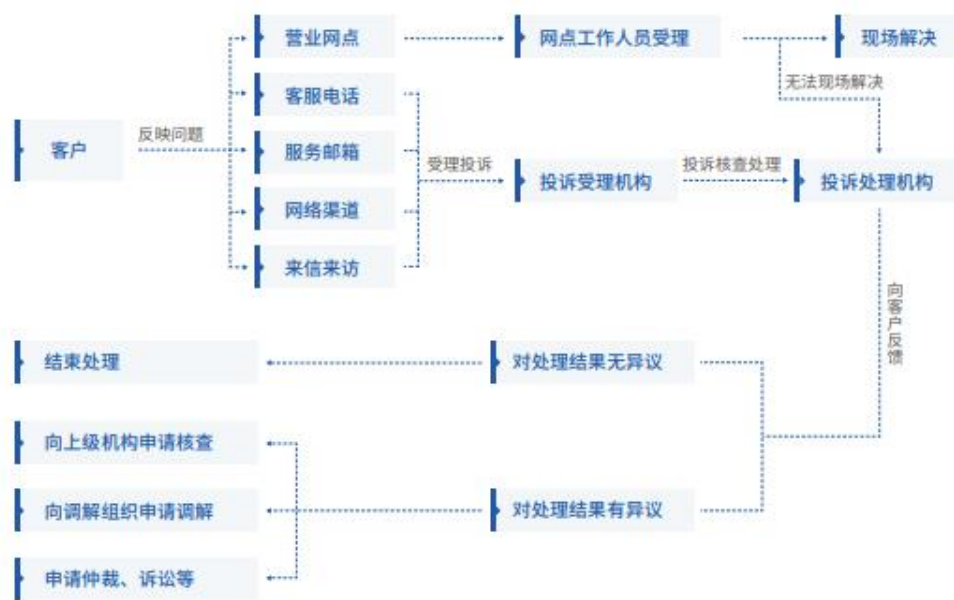 营业网点
网点工作人员受理
现场解决
无法现场解决
客服电话
客户
反映问题
服务邮箱
受理投诉
投诉受理机构
投诉核查处理
投诉处理机构
网络渠道
来信来访
向客户反馈
结束处理
对处理结果无异议
向上级机构申请核查
向调解组织申请调解
对处理结果有异议
申请仲裁、诉讼等